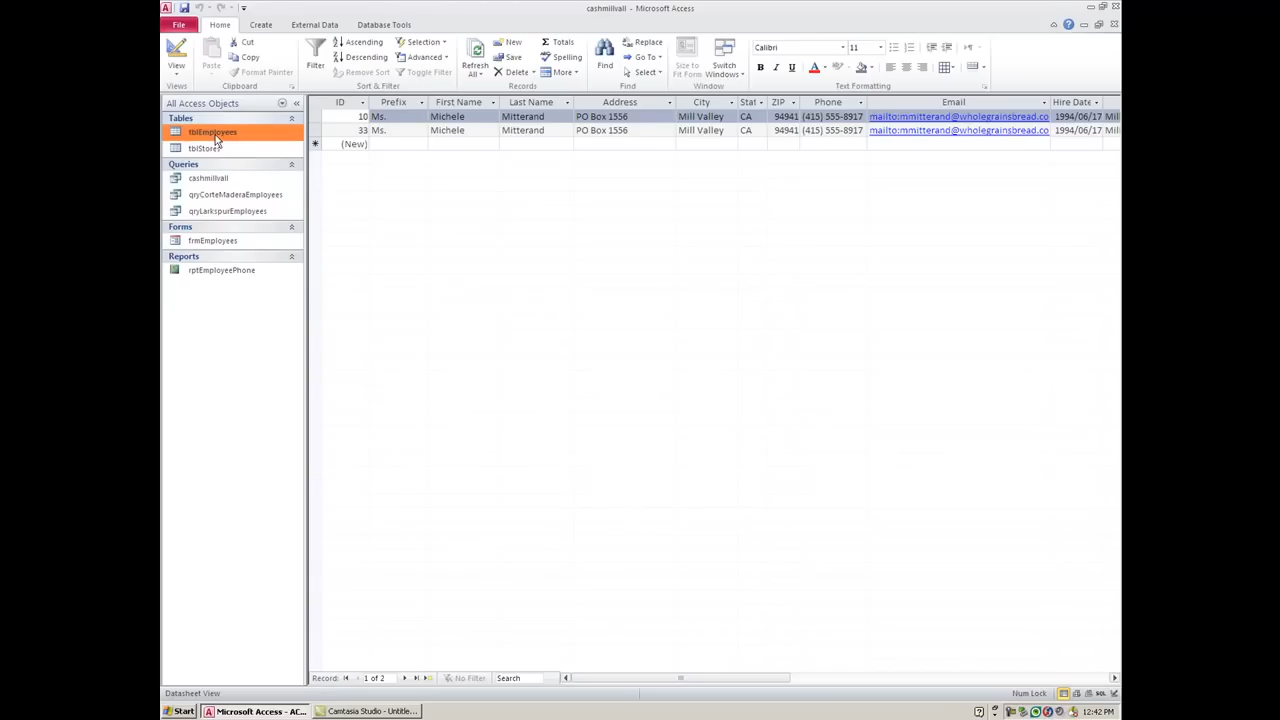 cashmillvall - Microsoft Access
File Home Create External Data Database Tools
View Paste Cut Copy Format Painter Filter Ascending Descending Remove Sort Selection Advanced Toggle Filter Refresh All New Save Delete Totals Spelling More Find Replace Go To Select Size to Fit Form Switch Windows Calibri 11 B I U A
Views Clipboard Sort & Filter Records Find Window Text Formatting
All Access Objects
Tables
tblEmployees
tblStores
Queries
cashmillvall
qryCorteMaderaEmployees
qryLarkspurEmployees
Forms
frmEmployees
Reports
rptEmployeePhone
ID Prefix First Name Last Name Address City Stat ZIP Phone Email Hire Date
10 Ms. Michele Mitterand PO Box 1556 Mill Valley CA 94941 (415) 555-8917 mailto:mmitterand@wholegrainsbread.co 1994/06/17 Mil
33 Ms. Michele Mitterand PO Box 1556 Mill Valley CA 94941 (415) 555-8917 mailto:mmitterand@wholegrainsbread.co 1994/06/17 Mil
(New)
Record: 1 of 2 No Filter Search
Datasheet View Num Lock SQL
Start Microsoft Access - AC... Camtasia Studio - Untitle... 12:42 PM